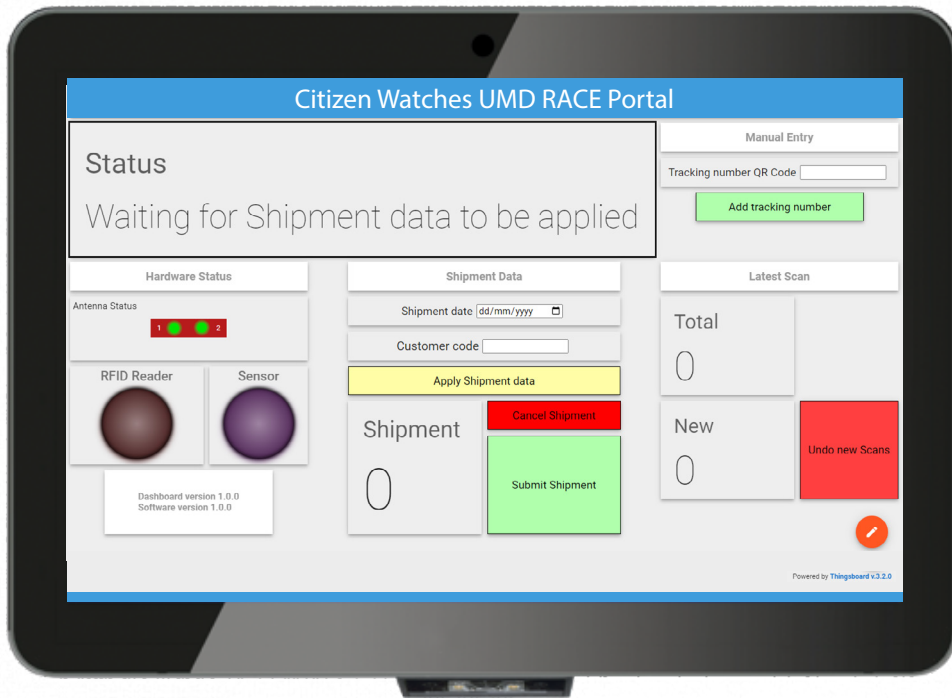 Citizen Watches UMD RACE Portal
Status
Waiting for Shipment data to be applied
Manual Entry
Tracking number QR Code
Add tracking number
Hardware Status
Antenna Status
1 2
RFID Reader
Sensor
Dashboard version 1.0.0
Software version 1.0.0
Shipment Data
Shipment date dd/mm/yyyy
Customer code
Apply Shipment data
Shipment
0
Cancel Shipment
Submit Shipment
Latest Scan
Total
0
New
0
Undo new Scans
Powered by Thingsboard v.3.2.0